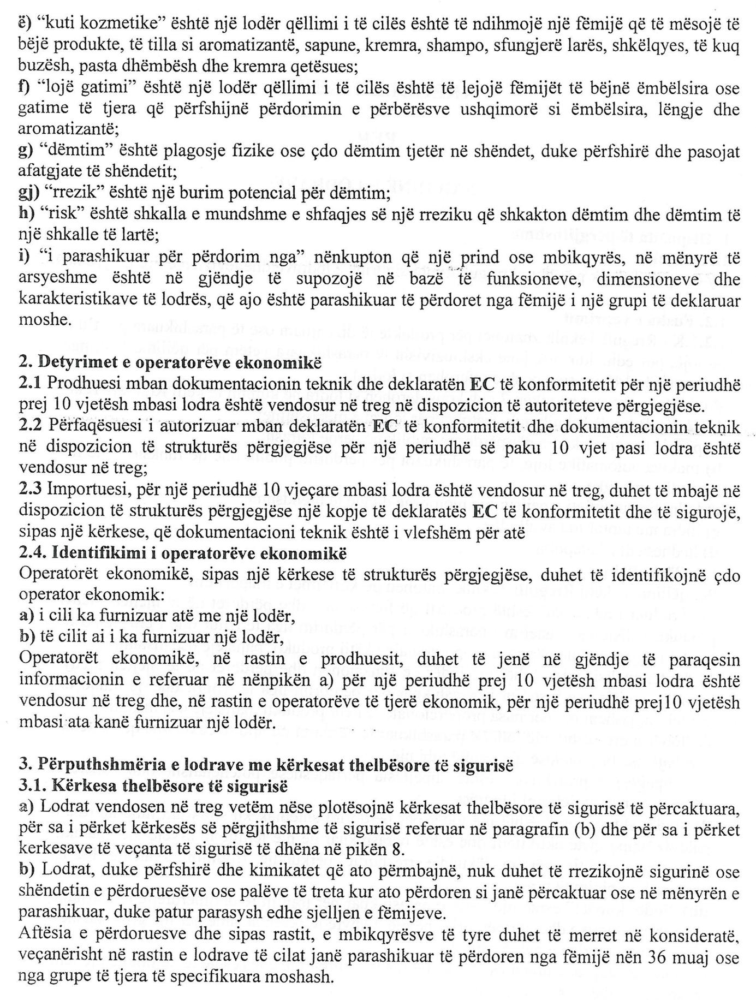 ë) “kuti kozmetike” është një lodër qëllimi i të cilës është të ndihmojë një fëmijë që të mësojë të
bëjë produkte, të tilla si aromatizantë, sapune, kremra, shampo, sfungjerë larës, shkëlqyes, të kuq
buzësh, pasta dhëmbësh dhe kremra qetësues;
f) “lojë gatimi” është një lodër qëllimi i të cilës është të lejojë fëmijët të bëjnë ëmbëlsira ose
gatime të tjera që përfshijnë përdorimin e përbërësve ushqimorë si ëmbëlsira, lëngje dhe
aromatizantë;
g) “dëmtim” është plagosje fizike ose çdo dëmtim tjetër në shëndet, duke përfshirë dhe pasojat
afatgjate të shëndetit;
gj) “rrezik” është një burim potencial për dëmtim;
h) “risk” është shkalla e mundshme e shfaqjes së një rreziku që shkakton dëmtim dhe dëmtim të
një shkalle të lartë;
i) “i parashikuar për përdorim nga” nënkupton që një prind ose mbikqyrës, në mënyrë të
arsyeshme është në gjëndje të supozojë në bazë të funksioneve, dimensioneve dhe
karakteristikave të lodrës, që ajo është parashikuar të përdoret nga fëmijë i një grupi të deklaruar
moshe.
2. Detyrimet e operatorëve ekonomikë
2.1 Prodhuesi mban dokumentacionin teknik dhe deklaratën EC të konformitetit për një periudhë
prej 10 vjetësh mbasi lodra është vendosur në treg në dispozicion të autoriteteve përgjegjëse.
2.2 Përfaqësuesi i autorizuar mban deklaratën EC të konformitetit dhe dokumentacionin teknik
në dispozicion të strukturës përgjegjëse për një periudhë së paku 10 vjet pasi lodra është
vendosur në treg;
2.3 Importuesi, për një periudhë 10 vjeçare mbasi lodra është vendosur në treg, duhet të mbajë në
dispozicion të strukturës përgjegjëse një kopje të deklaratës EC të konformitetit dhe të sigurojë,
sipas një kërkese, që dokumentacioni teknik është i vlefshëm për atë
2.4. Identifikimi i operatorëve ekonomikë
Operatorët ekonomikë, sipas një kërkese të strukturës përgjegjëse, duhet të identifikojnë çdo
operator ekonomik:
a) i cili ka furnizuar atë me një lodër,
b) të cilit ai i ka furnizuar një lodër,
Operatorët ekonomikë, në rastin e prodhuesit, duhet të jenë në gjëndje të paraqesin
informacionin e referuar në nënpikën a) për një periudhë prej 10 vjetësh mbasi lodra është
vendosur në treg dhe, në rastin e operatorëve të tjerë ekonomik, për një periudhë prej10 vjetësh
mbasi ata kanë furnizuar një lodër.
3. Përputhshmëria e lodrave me kërkesat thelbësore të sigurisë
3.1. Kërkesa thelbësore të sigurisë
a) Lodrat vendosen në treg vetëm nëse plotësojnë kërkesat thelbësore të sigurisë të përcaktuara,
për sa i përket kërkesës së përgjithshme të sigurisë referuar në paragrafin (b) dhe për sa i përket
kerkesave të veçanta të sigurisë të dhëna në pikën 8.
b) Lodrat, duke përfshirë dhe kimikatet që ato përmbajnë, nuk duhet të rrezikojnë sigurinë ose
shëndetin e përdoruesëve ose palëve të treta kur ato përdoren si janë përcaktuar ose në mënyrën e
parashikuar, duke patur parasysh edhe sjelljen e fëmijeve.
Aftësia e përdoruesve dhe sipas rastit, e mbikqyrësve të tyre duhet të merret në konsideratë,
veçanërisht në rastin e lodrave të cilat janë parashikuar të përdoren nga fëmijë nën 36 muaj ose
nga grupe të tjera të specifikuara moshash.